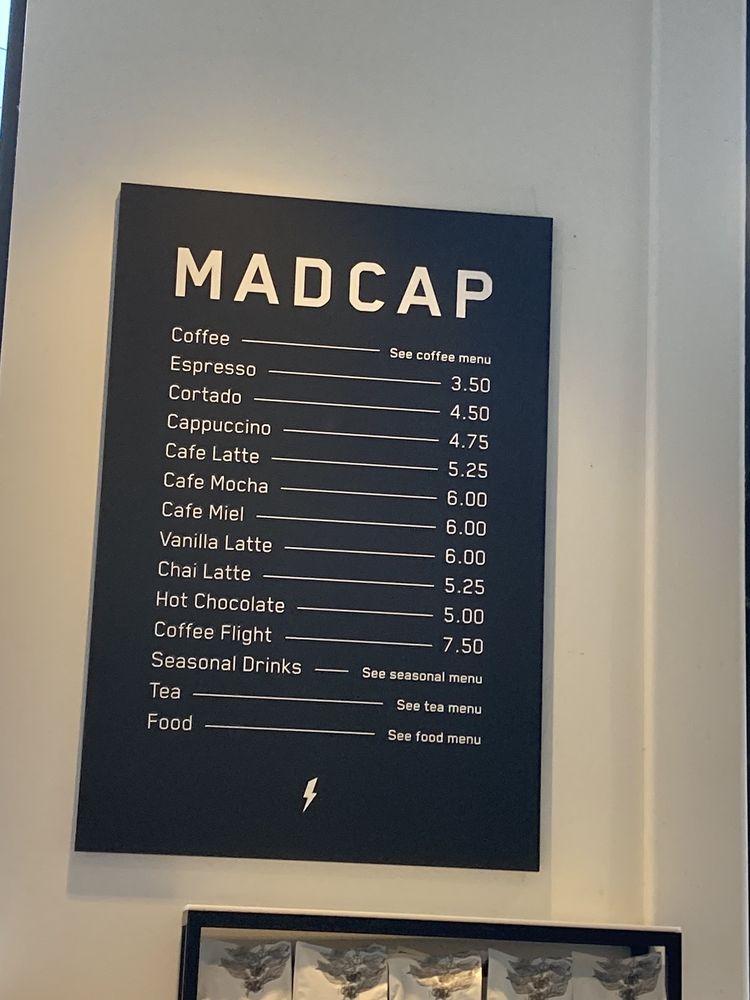 MADCAP
Coffee See coffee menu
Espresso 3.50
Cortado 4.50
Cappuccino 4.75
Cafe Latte 5.25
Cafe Mocha 6.00
Cafe Miel 6.00
Vanilla Latte 6.00
Chai Latte 5.25
Hot Chocolate 5.00
Coffee Flight 7.50
Seasonal Drinks See seasonal menu
Tea See tea menu
Food See food menu